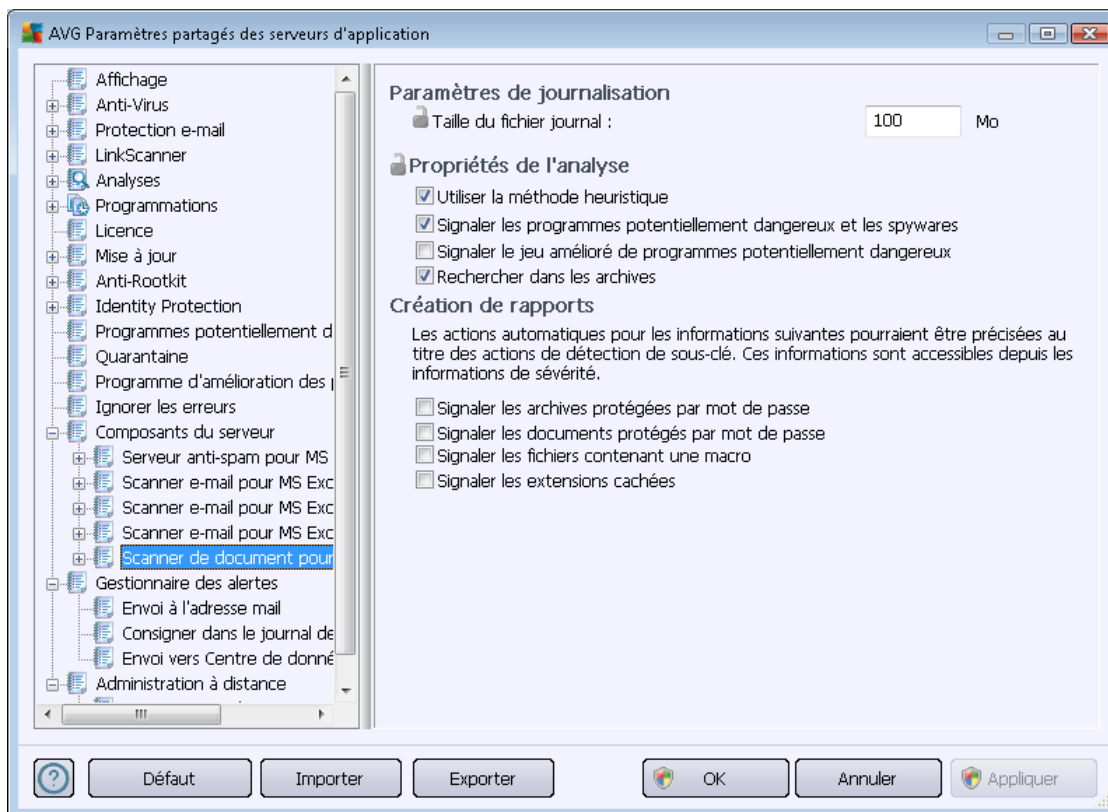 AVG Paramètres partagés des serveurs d'application
Affichage
Anti-Virus
Protection e-mail
LinkScanner
Analyses
Programmations
Licence
Mise à jour
Anti-Rootkit
Identity Protection
Programmes potentiellement d
Quarantaine
Programme d'amélioration des
Ignorer les erreurs
Composants du serveur
Serveur anti-spam pour MS
Scanner e-mail pour MS Exc
Scanner e-mail pour MS Exc
Scanner e-mail pour MS Exc
Scanner de document pour
Gestionnaire des alertes
Envoi à l'adresse mail
Consigner dans le journal de
Envoi vers Centre de donné
Administration à distance
Paramètres de journalisation
Taille du fichier journal : 100 Mo
Propriétés de l'analyse
Utiliser la méthode heuristique
Signaler les programmes potentiellement dangereux et les spywares
Signaler le jeu amélioré de programmes potentiellement dangereux
Rechercher dans les archives
Création de rapports
Les actions automatiques pour les informations suivantes pourraient être précisées au
titre des actions de détection de sous-clé. Ces informations sont accessibles depuis les
informations de sévérité.
Signaler les archives protégées par mot de passe
Signaler les documents protégés par mot de passe
Signaler les fichiers contenant une macro
Signaler les extensions cachées
Défaut Importer Exporter OK Annuler Appliquer